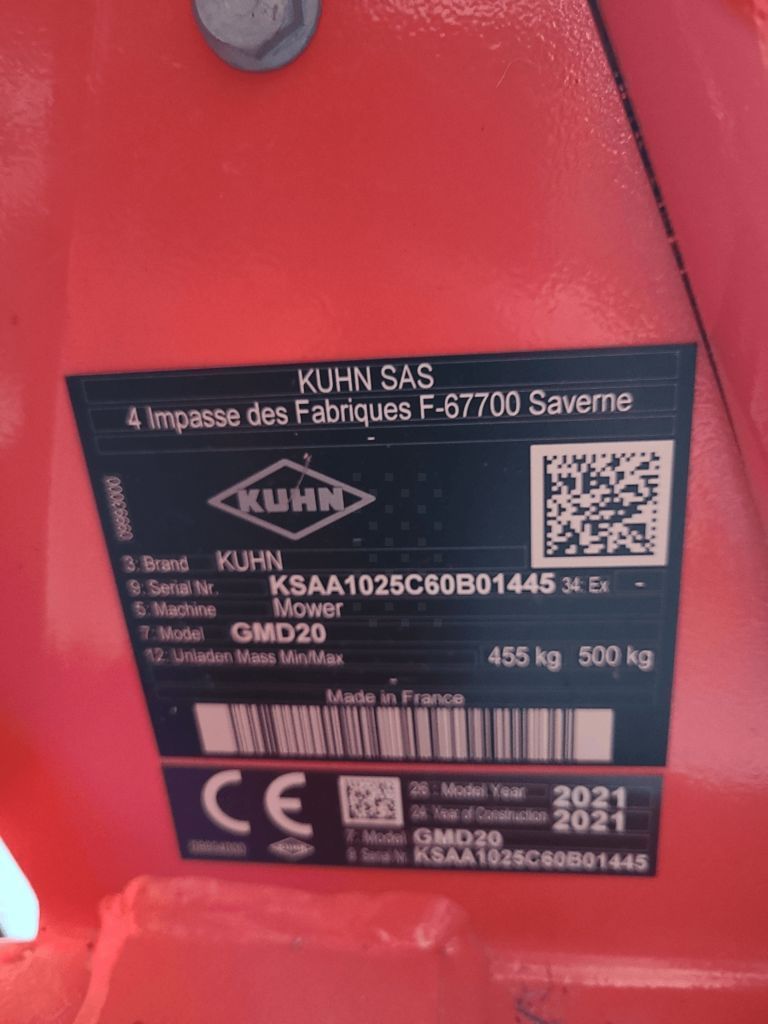 KUHN SAS
4 Impasse des Fabriques F-67700 Saverne
-
KUHN
09993000
3: Brand KUHN
9: Serial Nr. KSAA1025C60B01445 34: Ex -
5: Machine Mower
7: Model GMD20
12: Unladen Mass Min/Max 455 kg 500 kg
-
Made in France
CE
26 : Model Year 2021
24: Year of Construction 2021
7: Model GMD20
KUHN
9: Serial Nr. KSAA1025C60B01445